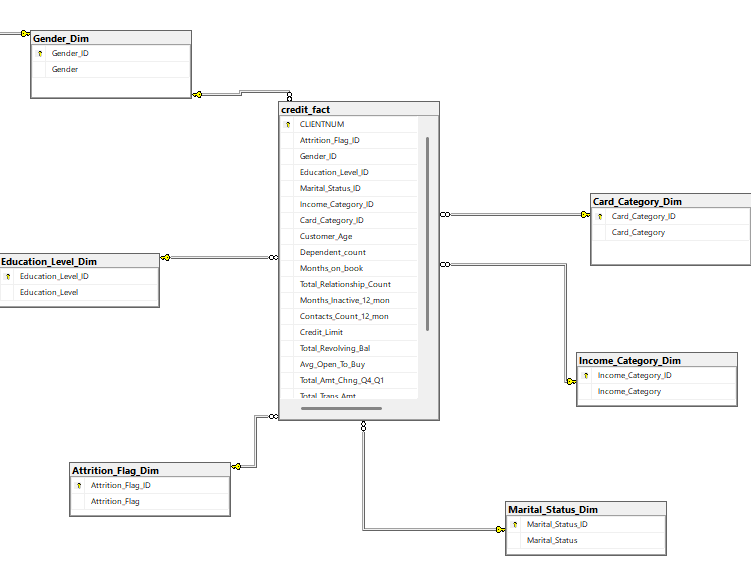 Gender_Dim
Gender_ID
Gender
credit_fact
CLIENTNUM
Attrition_Flag_ID
Gender_ID
Education_Level_ID
Marital_Status_ID
Income_Category_ID
Card_Category_ID
Customer_Age
Dependent_count
Months_on_book
Total_Relationship_Count
Months_Inactive_12_mon
Contacts_Count_12_mon
Credit_Limit
Total_Revolving_Bal
Avg_Open_To_Buy
Total_Amt_Chng_Q4_Q1
Total_Trans_Amt
Card_Category_Dim
Card_Category_ID
Card_Category
Education_Level_Dim
Education_Level_ID
Education_Level
Income_Category_Dim
Income_Category_ID
Income_Category
Attrition_Flag_Dim
Attrition_Flag_ID
Attrition_Flag
Marital_Status_Dim
Marital_Status_ID
Marital_Status